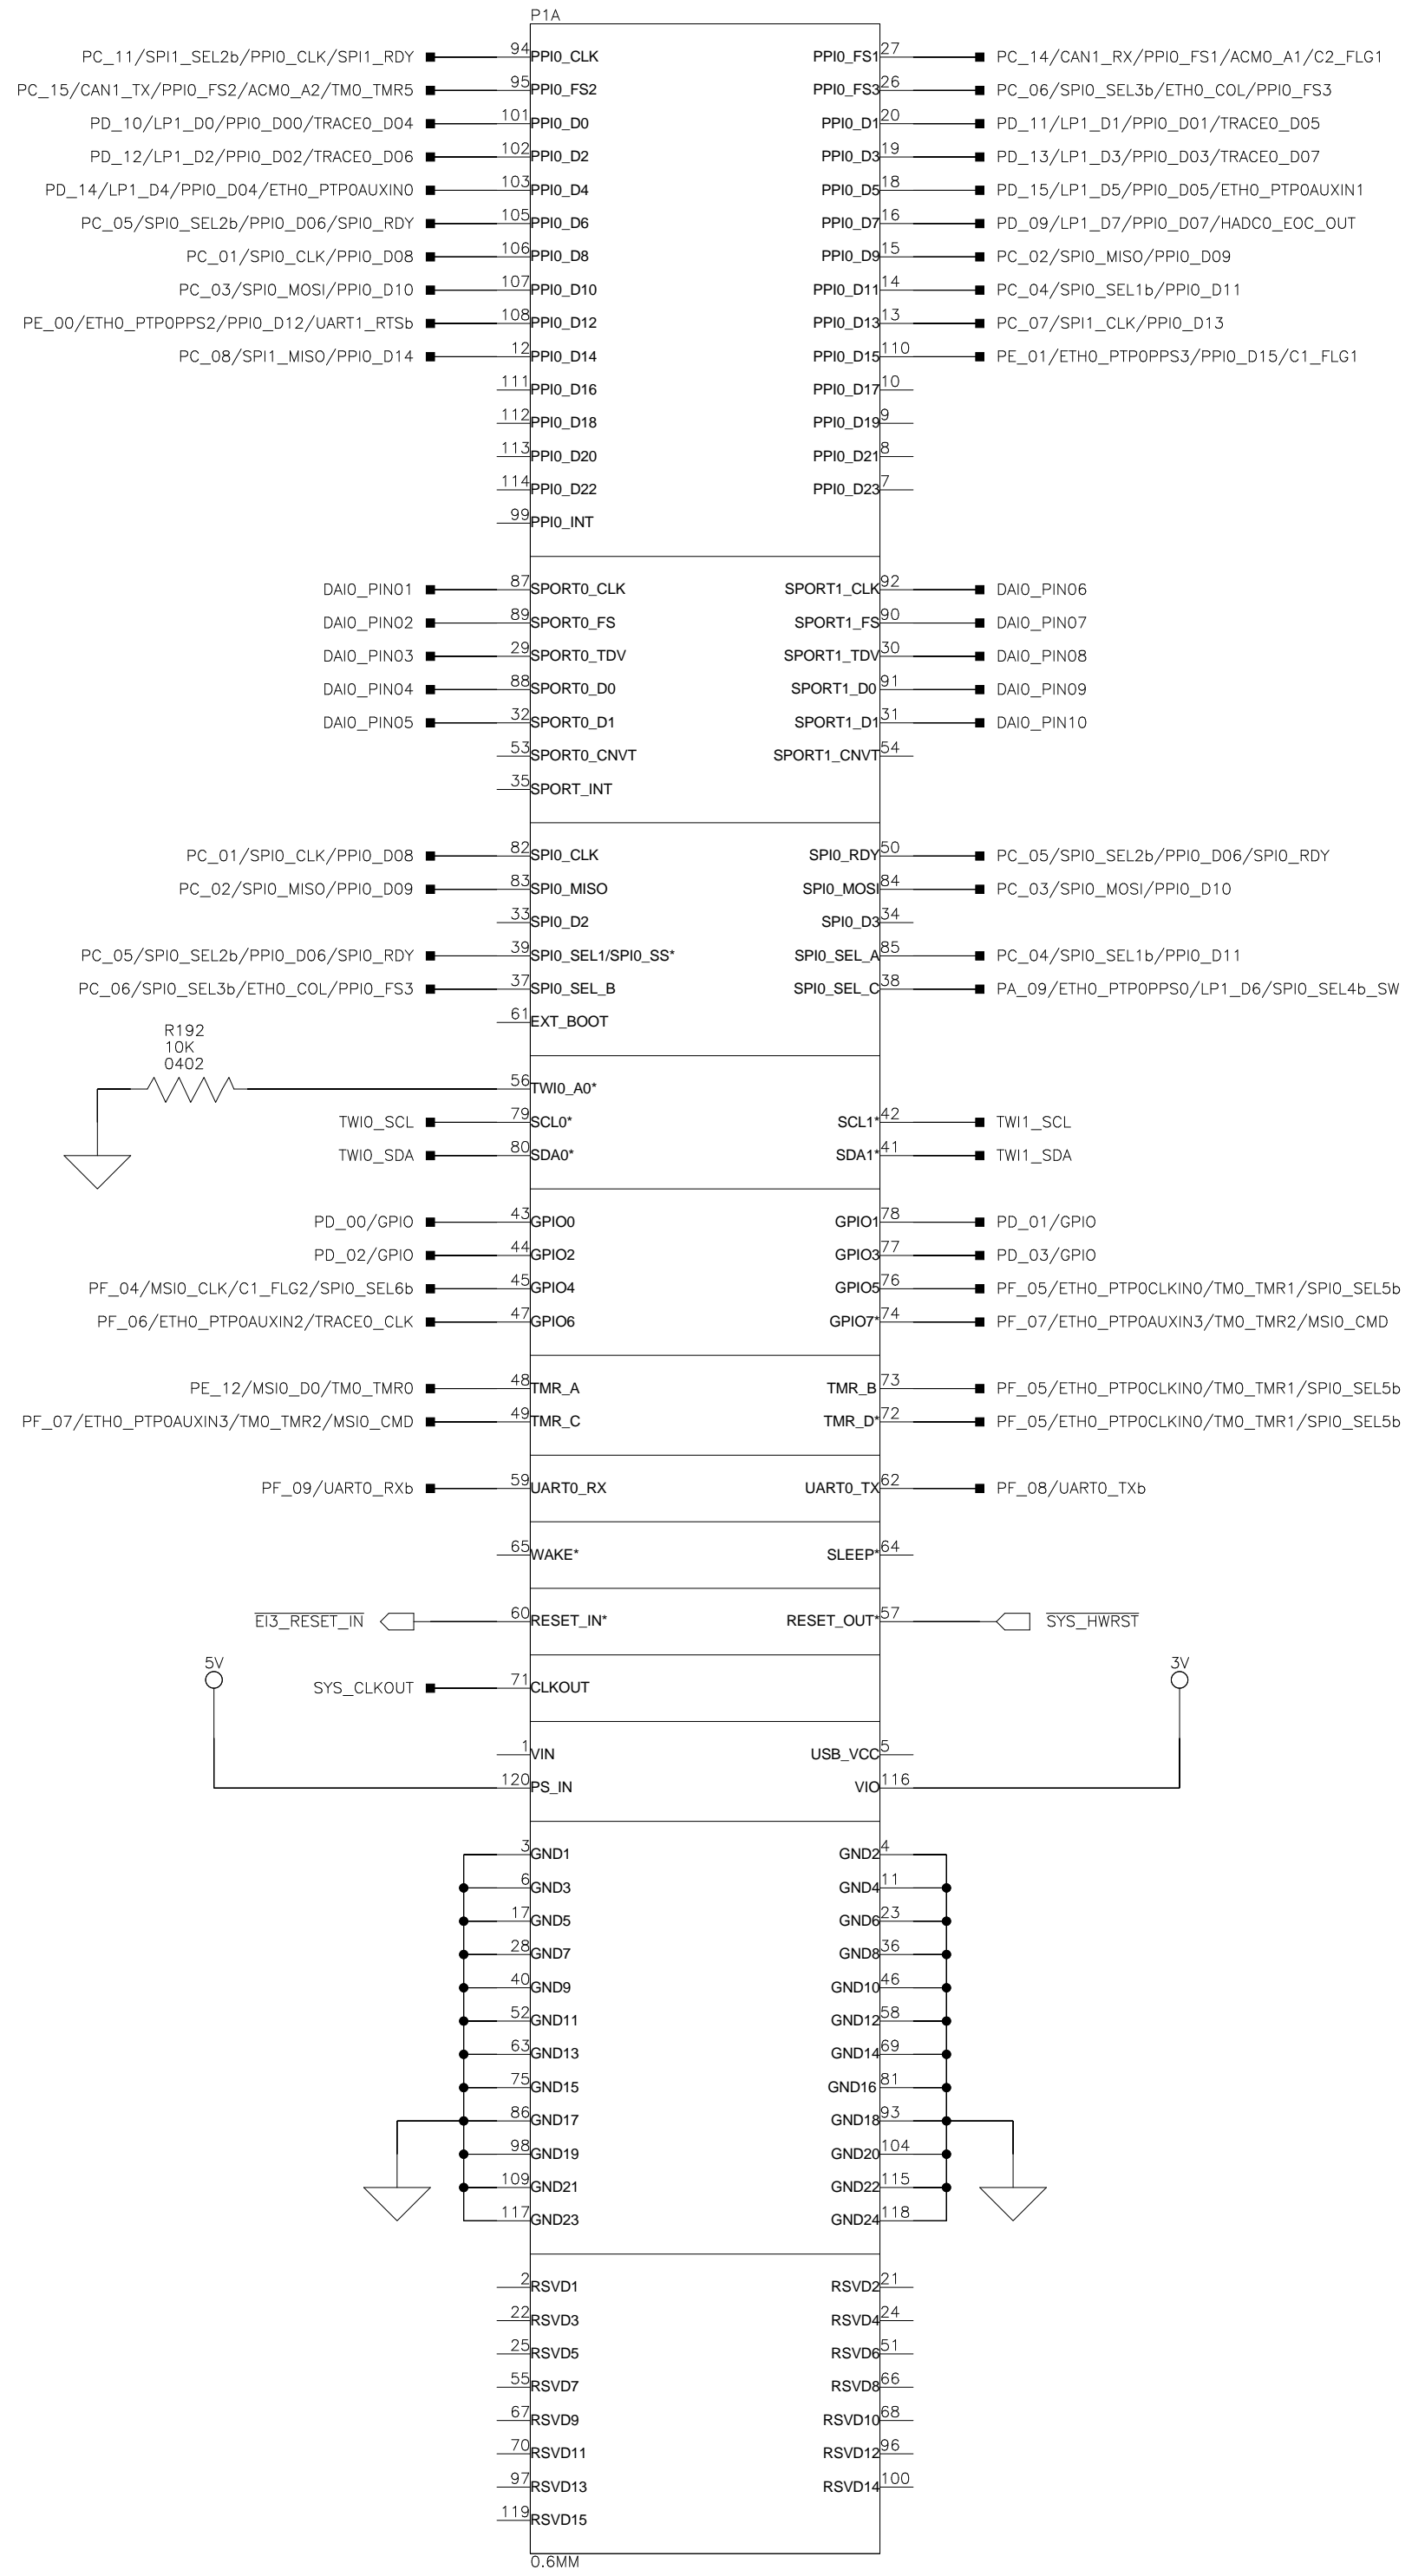 P1A
PC_11/SPI1_SEL2b/PPI0_CLK/SPI1_RDY 94 PPI0_CLK PPI0_FS1 27 PC_14/CAN1_RX/PPI0_FS1/ACM0_A1/C2_FLG1
PC_15/CAN1_TX/PPI0_FS2/ACM0_A2/TM0_TMR5 95 PPI0_FS2 PPI0_FS3 26 PC_06/SPI0_SEL3b/ETH0_COL/PPI0_FS3
PD_10/LP1_D0/PPI0_D00/TRACE0_D04 101 PPI0_D0 PPI0_D1 20 PD_11/LP1_D1/PPI0_D01/TRACE0_D05
PD_12/LP1_D2/PPI0_D02/TRACE0_D06 102 PPI0_D2 PPI0_D3 19 PD_13/LP1_D3/PPI0_D03/TRACE0_D07
PD_14/LP1_D4/PPI0_D04/ETH0_PTP0AUXIN0 103 PPI0_D4 PPI0_D5 18 PD_15/LP1_D5/PPI0_D05/ETH0_PTP0AUXIN1
PC_05/SPI0_SEL2b/PPI0_D06/SPI0_RDY 105 PPI0_D6 PPI0_D7 16 PD_09/LP1_D7/PPI0_D07/HADC0_EOC_OUT
PC_01/SPI0_CLK/PPI0_D08 106 PPI0_D8 PPI0_D9 15 PC_02/SPI0_MISO/PPI0_D09
PC_03/SPI0_MOSI/PPI0_D10 107 PPI0_D10 PPI0_D11 14 PC_04/SPI0_SEL1b/PPI0_D11
PE_00/ETH0_PTP0PPS2/PPI0_D12/UART1_RTSb 108 PPI0_D12 PPI0_D13 13 PC_07/SPI1_CLK/PPI0_D13
PC_08/SPI1_MISO/PPI0_D14 12 PPI0_D14 PPI0_D15 110 PE_01/ETH0_PTP0PPS3/PPI0_D15/C1_FLG1
111 PPI0_D16 PPI0_D17 10
112 PPI0_D18 PPI0_D19 9
113 PPI0_D20 PPI0_D21 8
114 PPI0_D22 PPI0_D23 7
99 PPI0_INT
DAI0_PIN01 87 SPORT0_CLK SPORT1_CLK 92 DAI0_PIN06
DAI0_PIN02 89 SPORT0_FS SPORT1_FS 90 DAI0_PIN07
DAI0_PIN03 29 SPORT0_TDV SPORT1_TDV 30 DAI0_PIN08
DAI0_PIN04 88 SPORT0_D0 SPORT1_D0 91 DAI0_PIN09
DAI0_PIN05 32 SPORT0_D1 SPORT1_D1 31 DAI0_PIN10
53 SPORT0_CNVT SPORT1_CNVT 54
35 SPORT_INT
PC_01/SPI0_CLK/PPI0_D08 82 SPI0_CLK SPI0_RDY 50 PC_05/SPI0_SEL2b/PPI0_D06/SPI0_RDY
PC_02/SPI0_MISO/PPI0_D09 83 SPI0_MISO SPI0_MOSI 84 PC_03/SPI0_MOSI/PPI0_D10
33 SPI0_D2 SPI0_D3 34
PC_05/SPI0_SEL2b/PPI0_D06/SPI0_RDY 39 SPI0_SEL1/SPI0_SS* SPI0_SEL_A 85 PC_04/SPI0_SEL1b/PPI0_D11
PC_06/SPI0_SEL3b/ETH0_COL/PPI0_FS3 37 SPI0_SEL_B SPI0_SEL_C 38 PA_09/ETH0_PTP0PPS0/LP1_D6/SPI0_SEL4b_SW
61 EXT_BOOT
R192
10K
0402
56 TWI0_A0*
TWI0_SCL 79 SCL0* SCL1* 42 TWI1_SCL
TWI0_SDA 80 SDA0* SDA1* 41 TWI1_SDA
PD_00/GPIO 43 GPIO0 GPIO1 78 PD_01/GPIO
PD_02/GPIO 44 GPIO2 GPIO3 77 PD_03/GPIO
PF_04/MSI0_CLK/C1_FLG2/SPI0_SEL6b 45 GPIO4 GPIO5 76 PF_05/ETH0_PTP0CLKIN0/TM0_TMR1/SPI0_SEL5b
PF_06/ETH0_PTP0AUXIN2/TRACE0_CLK 47 GPIO6 GPIO7* 74 PF_07/ETH0_PTP0AUXIN3/TM0_TMR2/MSI0_CMD
PE_12/MSI0_D0/TM0_TMR0 48 TMR_A TMR_B 73 PF_05/ETH0_PTP0CLKIN0/TM0_TMR1/SPI0_SEL5b
PF_07/ETH0_PTP0AUXIN3/TM0_TMR2/MSI0_CMD 49 TMR_C TMR_D* 72 PF_05/ETH0_PTP0CLKIN0/TM0_TMR1/SPI0_SEL5b
PF_09/UART0_RXb 59 UART0_RX UART0_TX 62 PF_08/UART0_TXb
65 WAKE* SLEEP* 64
EI3_RESET_IN 60 RESET_IN* RESET_OUT* 57 SYS_HWRST
5V 3V
SYS_CLKOUT 71 CLKOUT
1 VIN USB_VCC 5
120 PS_IN VIO 116
3 GND1 GND2 4
6 GND3 GND4 11
17 GND5 GND6 23
28 GND7 GND8 36
40 GND9 GND10 46
52 GND11 GND12 58
63 GND13 GND14 69
75 GND15 GND16 81
86 GND17 GND18 93
98 GND19 GND20 104
109 GND21 GND22 115
117 GND23 GND24 118
2 RSVD1 RSVD2 21
22 RSVD3 RSVD4 24
25 RSVD5 RSVD6 51
55 RSVD7 RSVD8 66
67 RSVD9 RSVD10 68
70 RSVD11 RSVD12 96
97 RSVD13 RSVD14 100
119 RSVD15
0.6MM